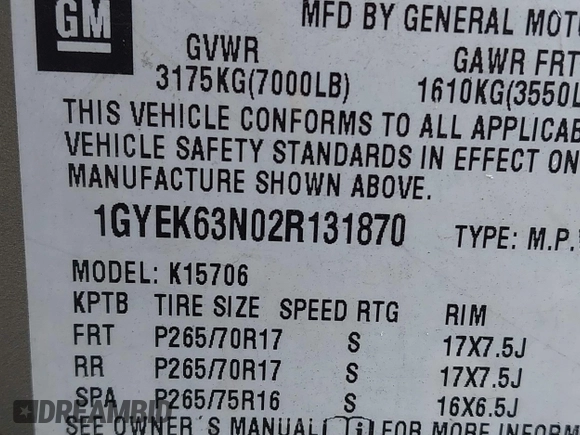 GM
MFD BY GENERAL MOTO
GVWR GAWR FRT
3175KG(7000LB) 1610KG(3550L
THIS VEHICLE CONFORMS TO ALL APPLICAB
VEHICLE SAFETY STANDARDS IN EFFECT ON
MANUFACTURE SHOWN ABOVE.
1GYEK63N02R131870 TYPE: M.P.
MODEL: K15706
KPTB TIRE SIZE SPEED RTG RIM
FRT P265/70R17 S 17X7.5J
RR P265/70R17 S 17X7.5J
SPA P265/75R16 S 16X6.5J
SEE OWNER'S MANUAL FOR MORE INFORM
DREAMBID